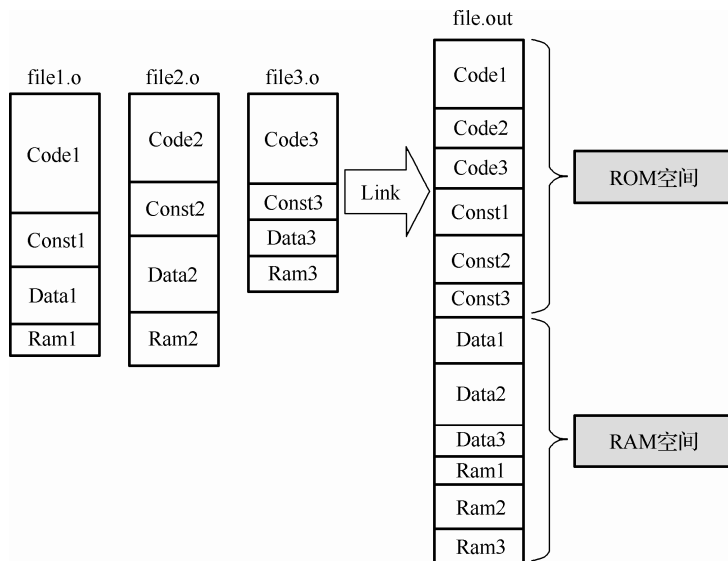 file1.o
Code1
Const1
Data1
Ram1
file2.o
Code2
Const2
Data2
Ram2
file3.o
Code3
Const3
Data3
Ram3
Link
file.out
Code1
Code2
Code3
Const1
Const2
Const3
Data1
Data2
Data3
Ram1
Ram2
Ram3
ROM空间
RAM空间